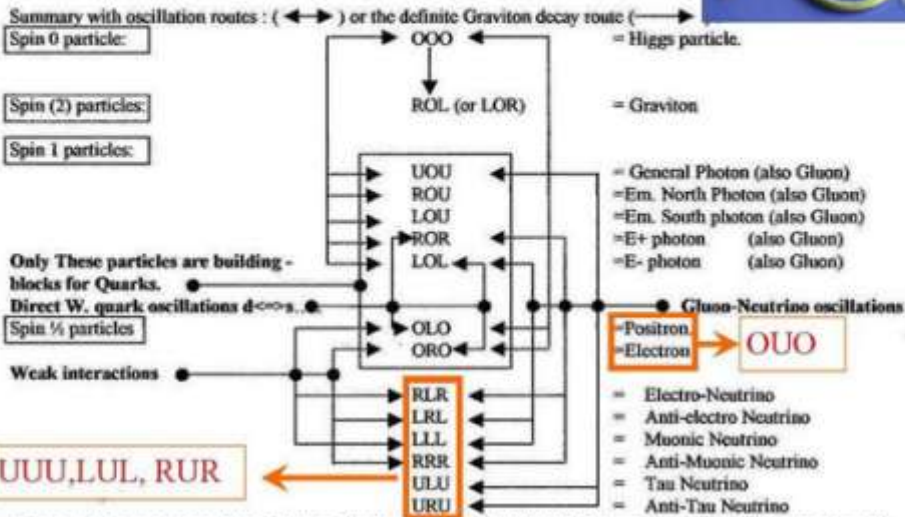 Summary with oscillation routes : ( ) or the definite Graviton decay route (
Spin 0 particle: OOO = Higgs particle.
Spin (2) particles: ROL (or LOR) = Graviton
Spin 1 particles:
UOU = General Photon (also Gluon)
ROU =Em. North Photon (also Gluon)
LOU =Em. South photon (also Gluon)
ROR =E+ photon (also Gluon)
Only These particles are building - LOL =E- photon (also Gluon)
blocks for Quarks.
Direct W. quark oscillations d<=>s. Gluon-Neutrino oscillations
Spin ½ particles OLO =Positron
ORO =Electron OUO
Weak interactions
RLR = Electro-Neutrino
LRL = Anti-electro Neutrino
LLL = Muonic Neutrino
UUU,LUL, RUR RRR = Anti-Muonic Neutrino
ULU = Tau Neutrino
URU = Anti-Tau Neutrino